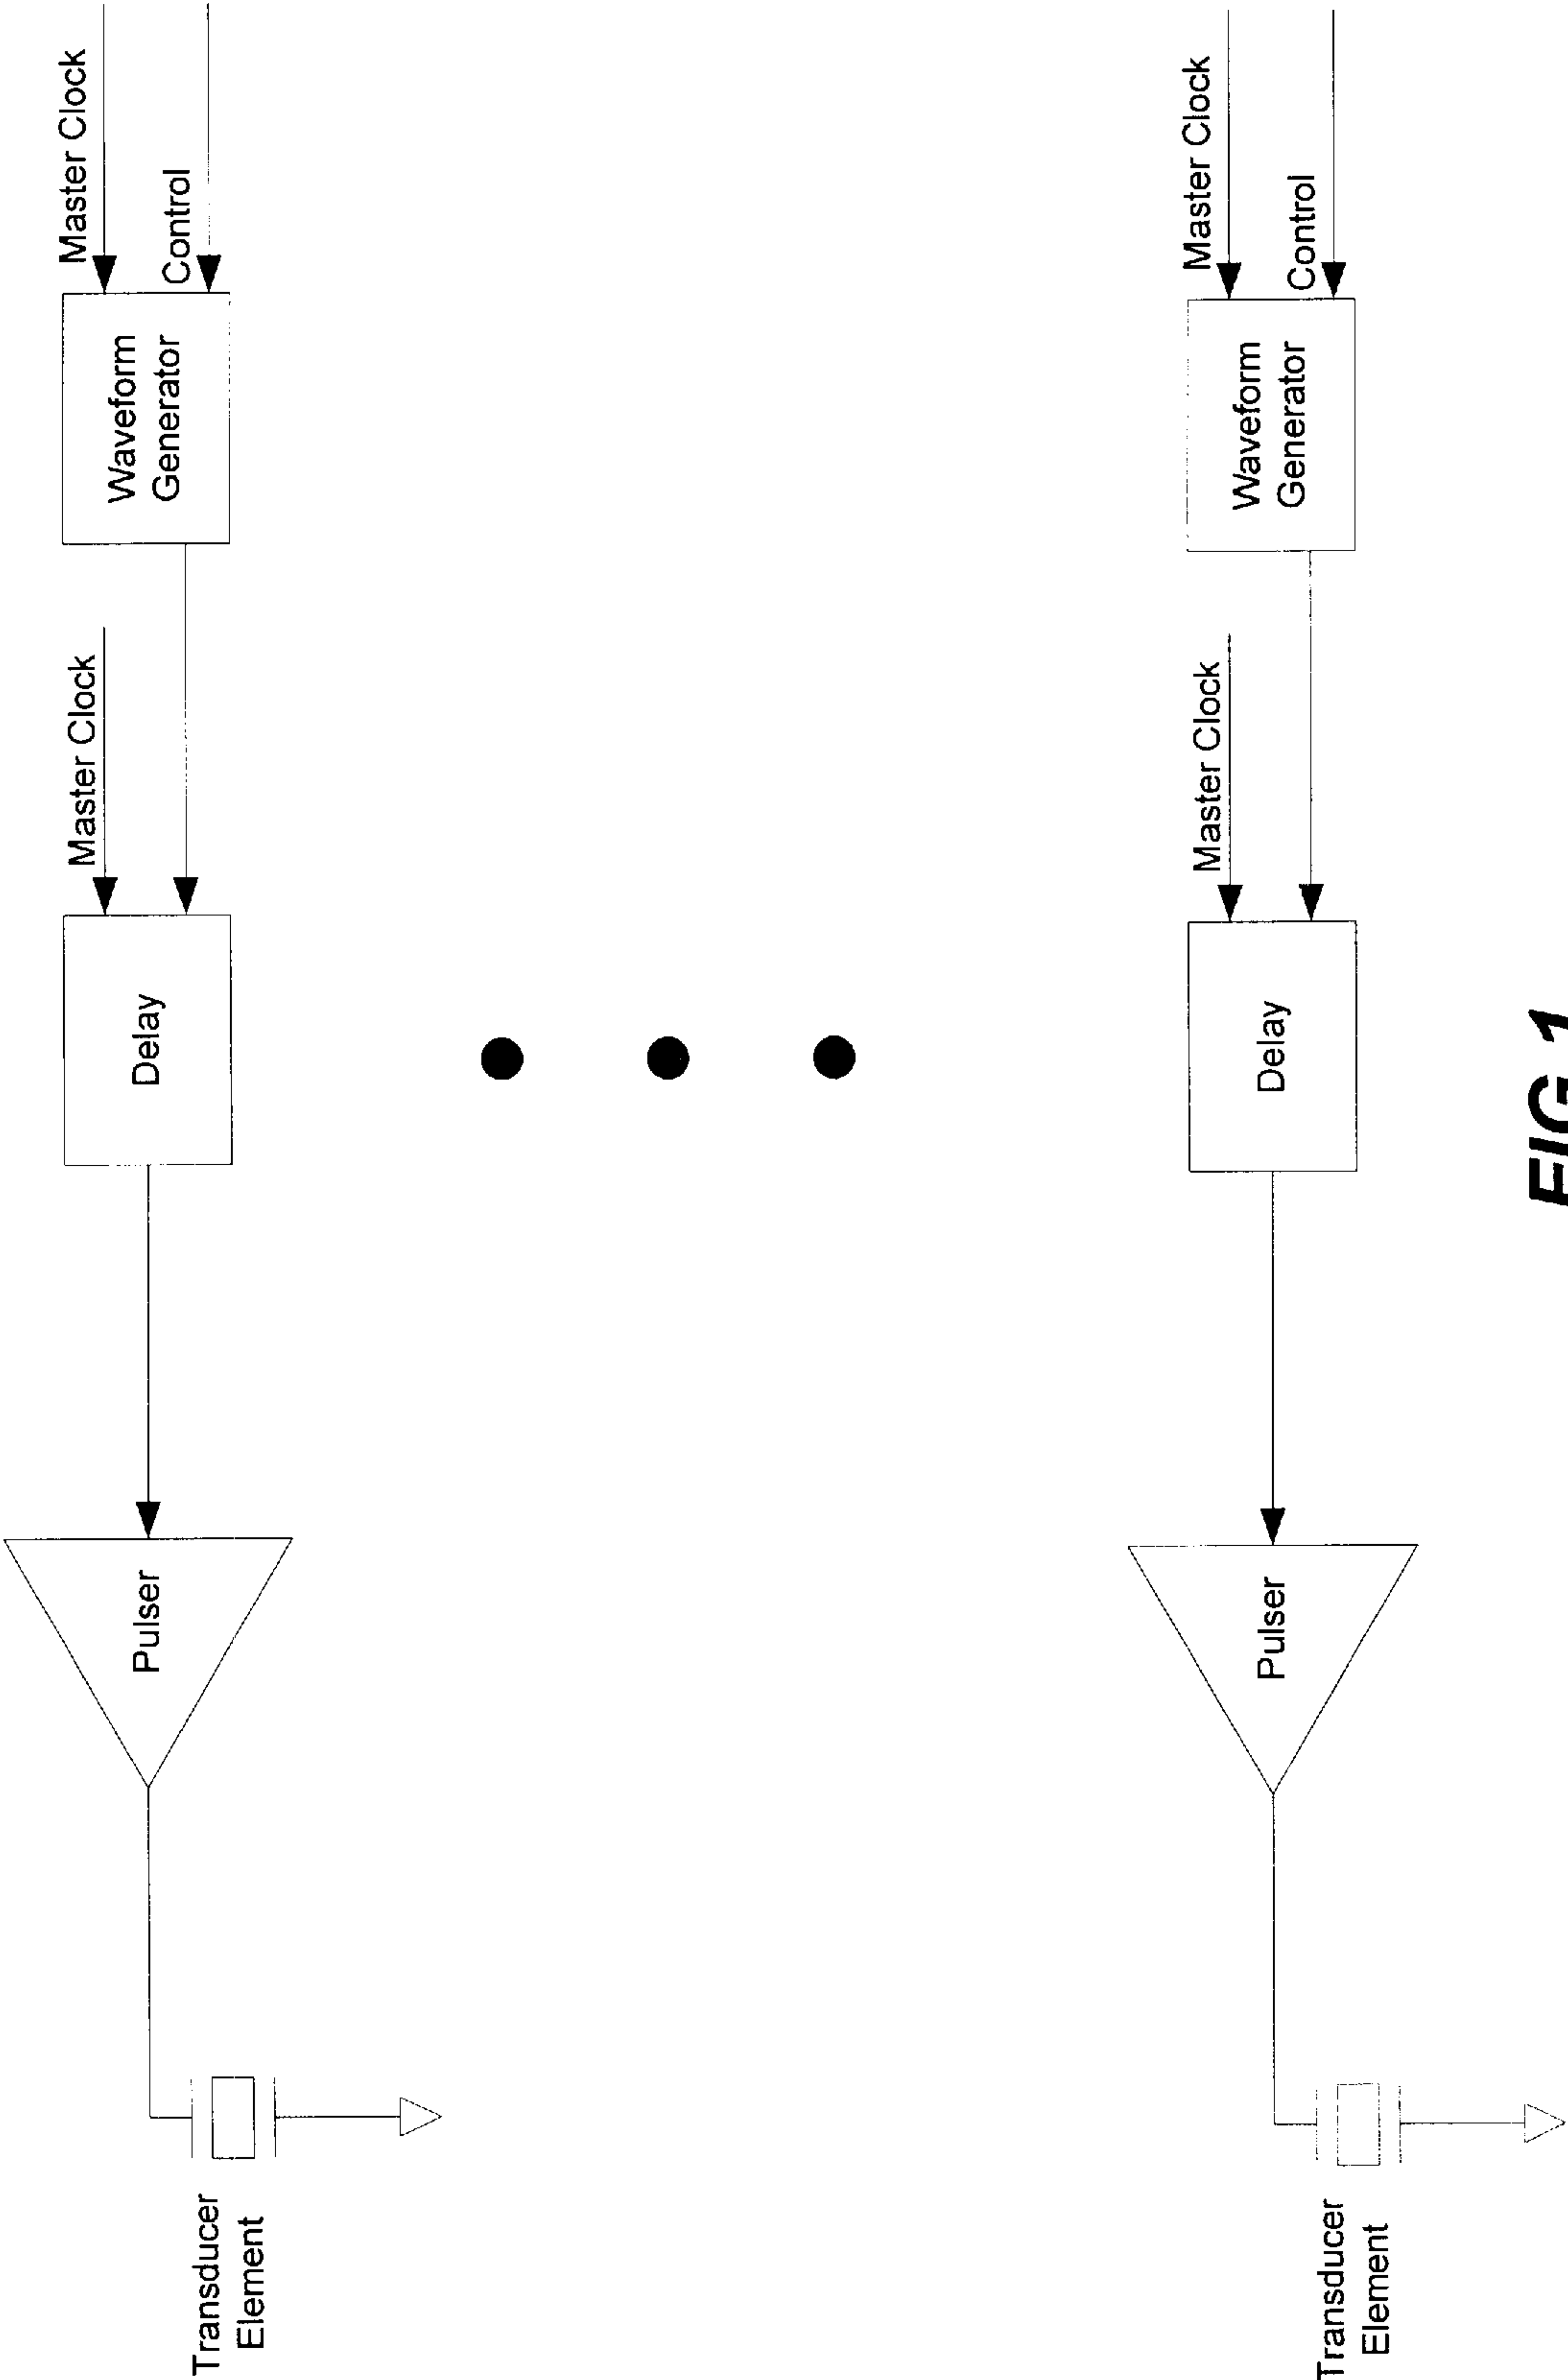 Transducer
Element
Pulser
Delay
Master Clock
Waveform
Generator
Master Clock
Control
Transducer
Element
Pulser
Delay
Master Clock
Waveform
Generator
Master Clock
Control
FIG. 1